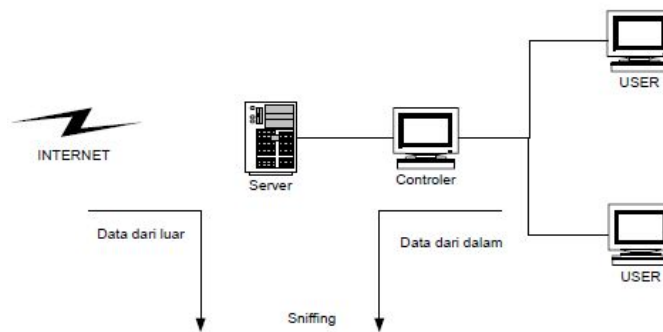 USER
INTERNET
Server
Controler
Data dari luar
Data dari dalam
USER
Sniffing